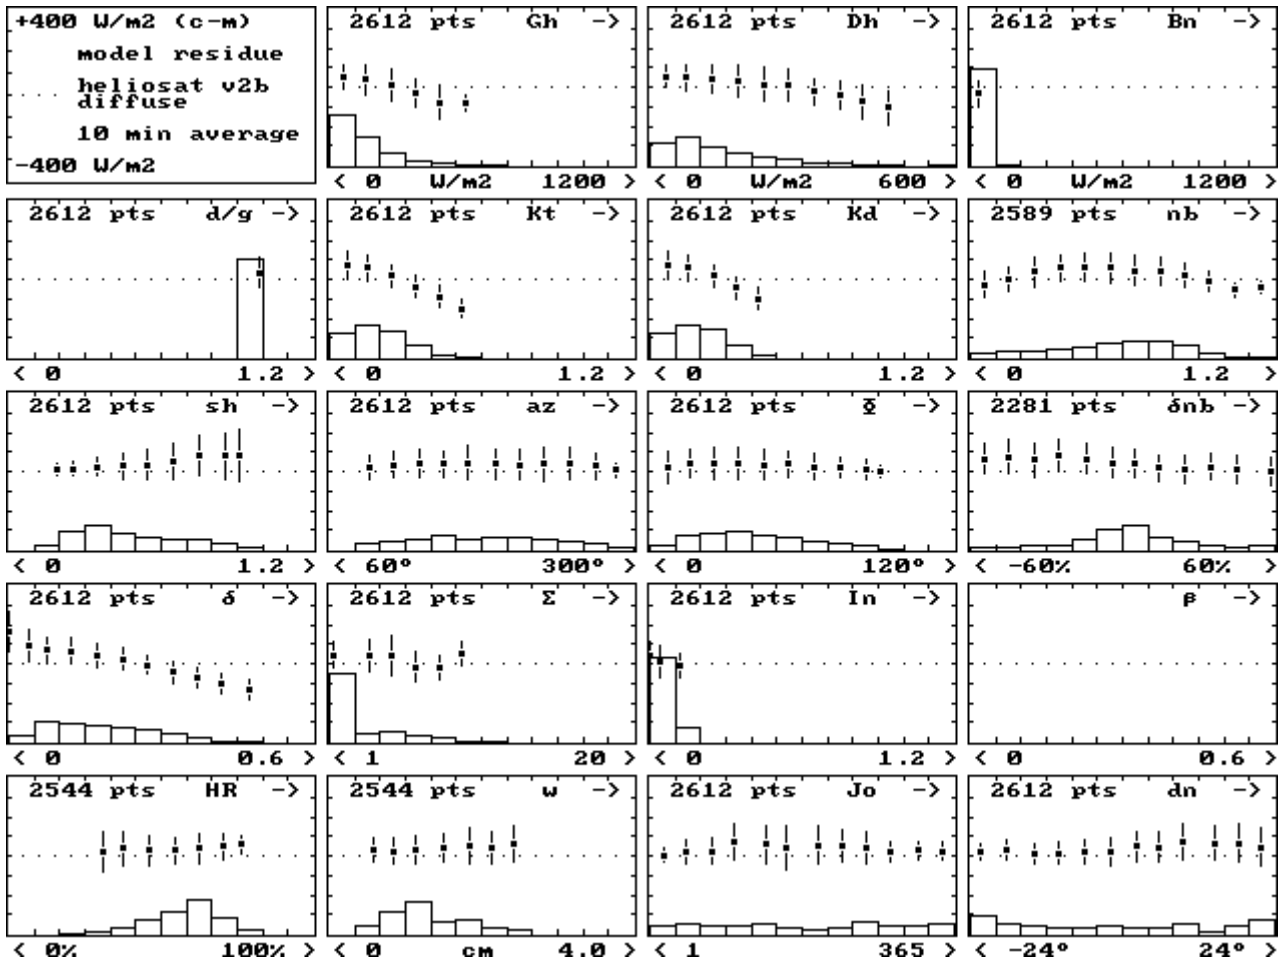 +400 W/m2 (c-m)
model residue
heliosat v2b
diffuse
10 min average
-400 W/m2
2612 pts Gh ->
< 0 W/m2 1200 >
2612 pts Dh ->
< 0 W/m2 600 >
2612 pts Bn ->
< 0 W/m2 1200 >
2612 pts d/g ->
< 0 1.2 >
2612 pts Kt ->
< 0 1.2 >
2612 pts Kd ->
< 0 1.2 >
2589 pts nb ->
< 0 1.2 >
2612 pts sh ->
< 0 1.2 >
2612 pts az ->
< 60° 300° >
2612 pts Φ ->
< 0 120° >
2281 pts δnb ->
< -60% 60% >
2612 pts δ ->
< 0 0.6 >
2612 pts Σ ->
< 1 20 >
2612 pts In ->
< 0 1.2 >
β ->
< 0 0.6 >
2544 pts HR ->
< 0% 100% >
2544 pts w ->
< 0 cm 4.0 >
2612 pts Jo ->
< 1 365 >
2612 pts dn ->
< -24° 24° >